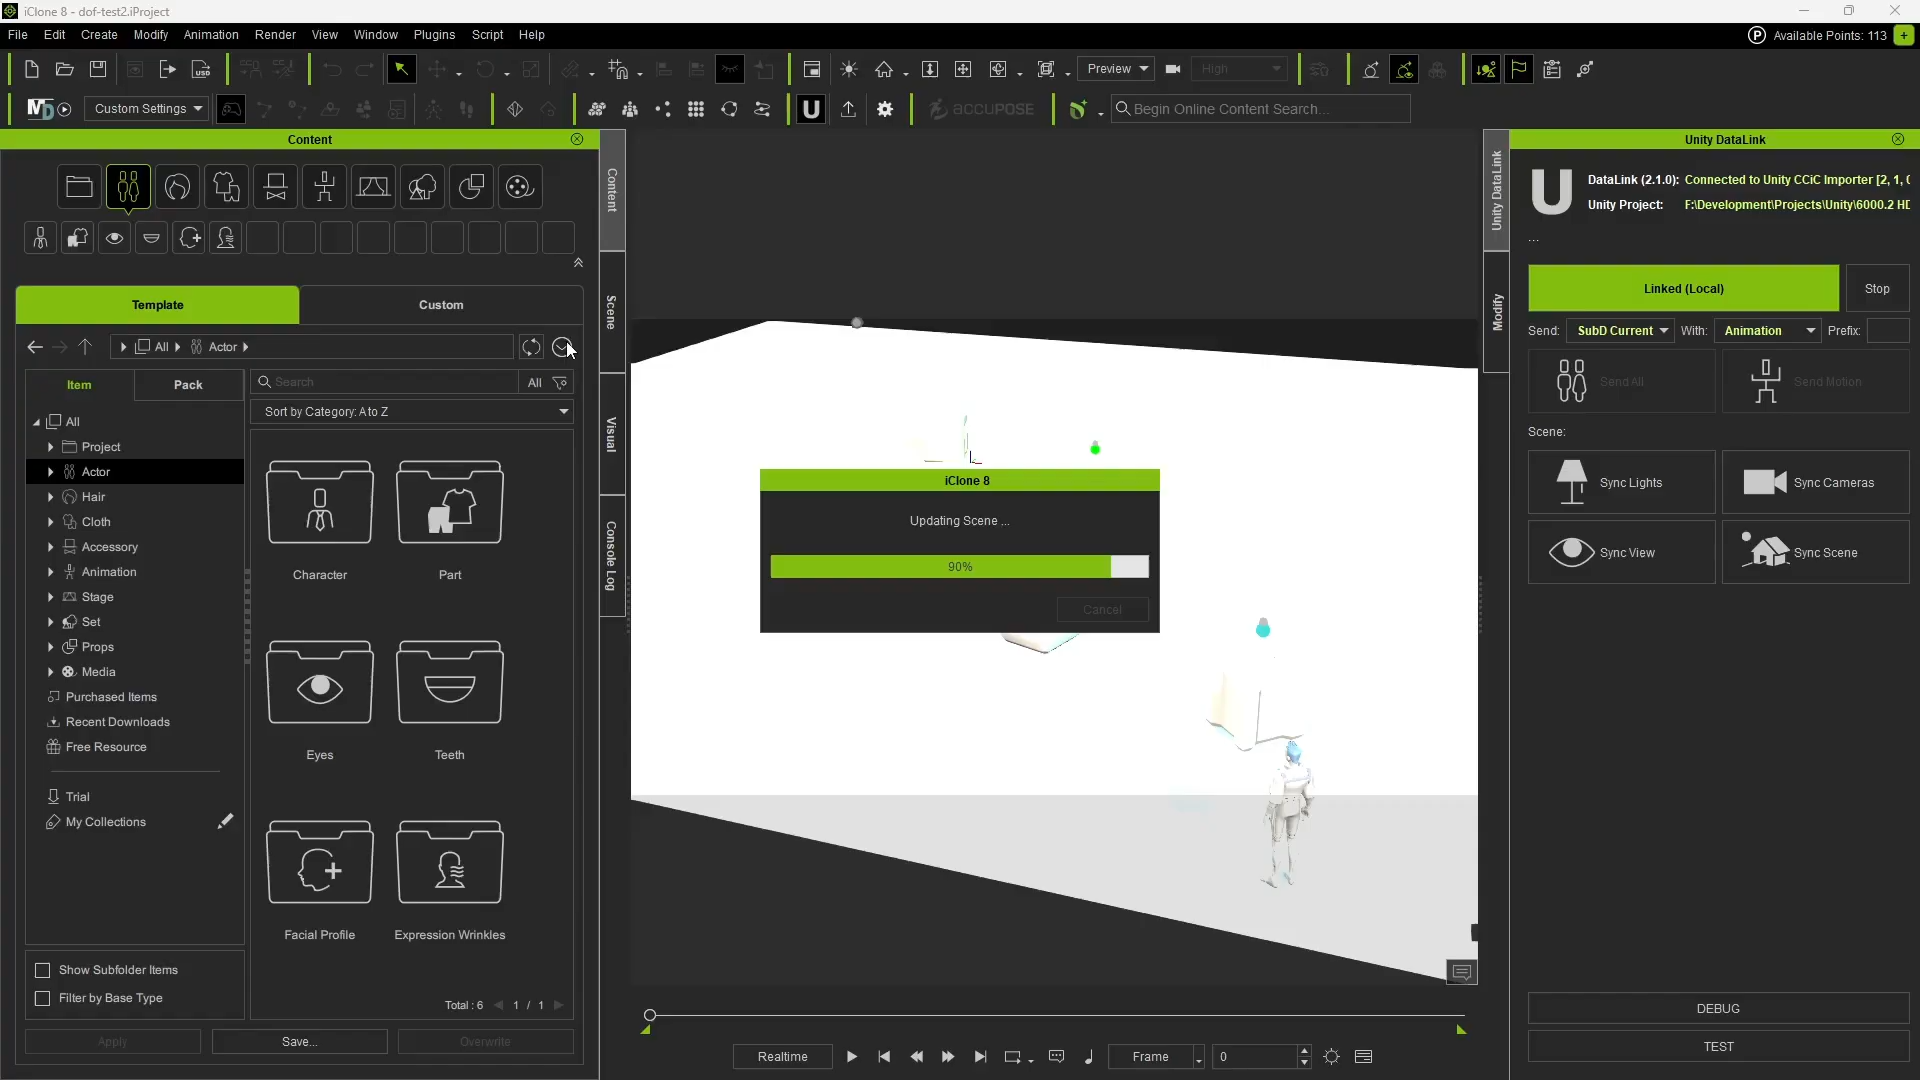 iClone 8 - dof-test2.iProject
File Edit Create Modify Animation Render View Window Plugins Script Help
P Available Points: 113 +
USD
Preview
High
MD
Custom Settings
U
ACCUPOSE
Begin Online Content Search...
Content
Template
Custom
All
Actor
Item
Pack
Search
All
Sort by Category: A to Z
All
Project
Actor
Hair
Cloth
Accessory
Animation
Stage
Set
Props
Media
Purchased Items
Recent Downloads
Free Resource
Trial
My Collections
Character
Part
Eyes
Teeth
Facial Profile
Expression Wrinkles
Show Subfolder Items
Filter by Base Type
Total : 6
1 / 1
Apply
Save...
Overwrite
Content
Scene
Visual
Console Log
iClone 8
Updating Scene ...
90%
Cancel
Realtime
Frame
0
Unity DataLink
Modify
Unity DataLink
DataLink (2.1.0): Connected to Unity CCiC Importer [2, 1, 
Unity Project: F:\Development\Projects\Unity\6000.2 
...
Linked (Local)
Stop
Send: SubD Current With: Animation Prefix:
Send All
Send Motion
Scene:
Sync Lights
Sync Cameras
Sync View
Sync Scene
DEBUG
TEST